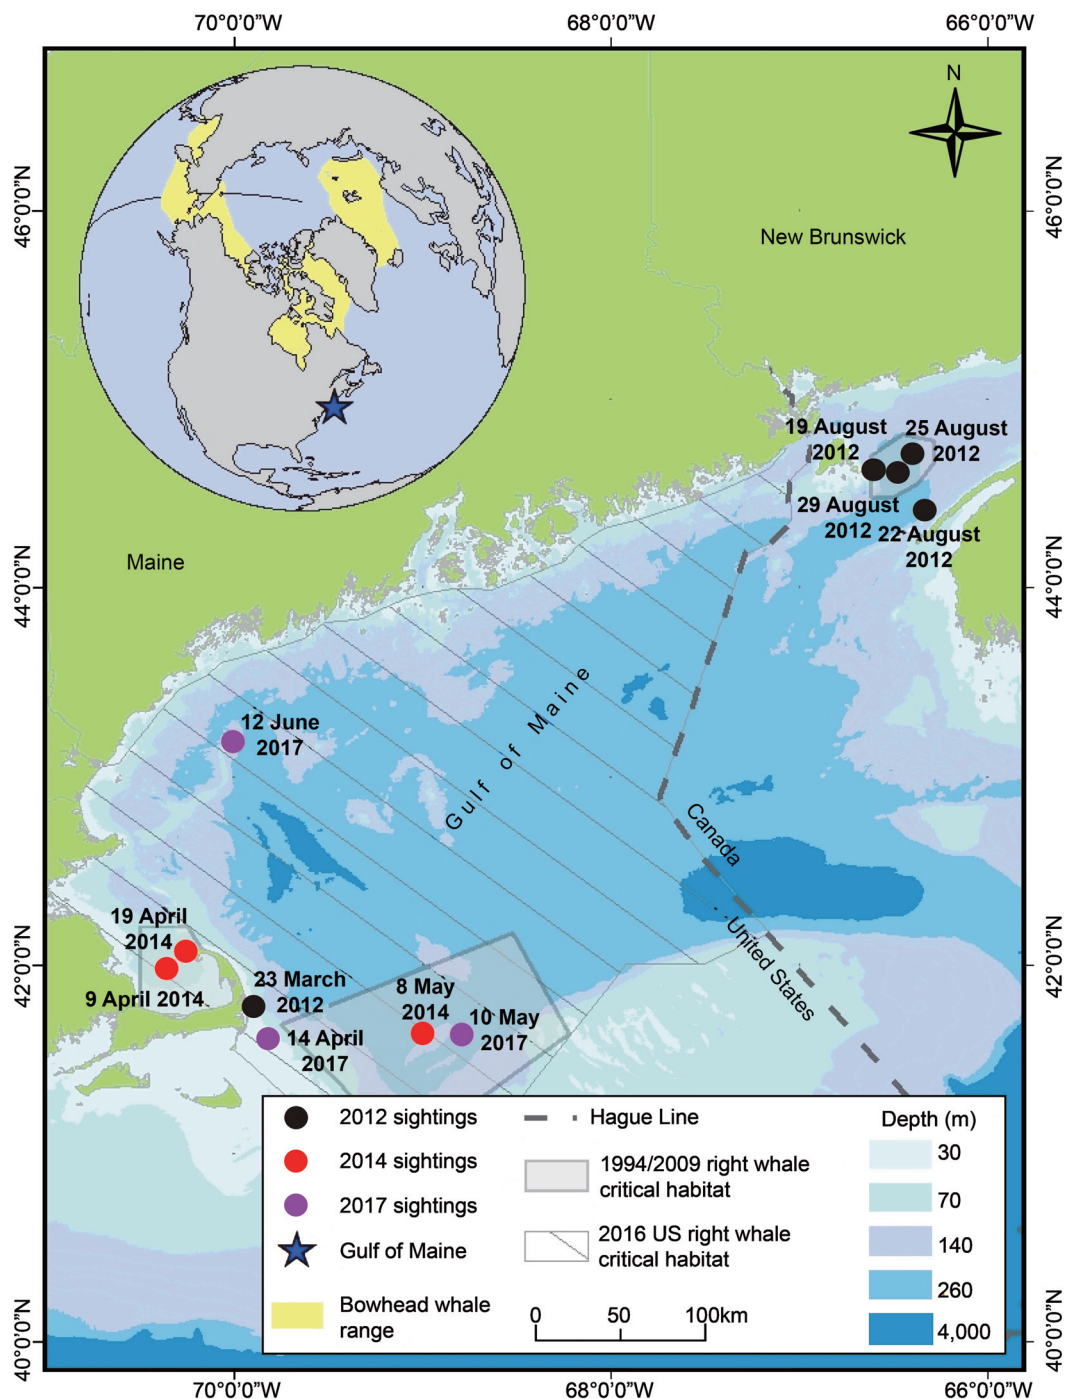 70°0'0"W
68°0'0"W
66°0'0"W
N
46°0'0"N
46°0'0"N
New Brunswick
19 August
2012
25 August
2012
29 August
2012
22 August
2012
Maine
44°0'0"N
44°0'0"N
12 June
2017
Gulf of Maine
Canada
United States
19 April
2014
9 April 2014
42°0'0"N
42°0'0"N
23 March
2012
8 May
2014
10 May
2017
14 April
2017
2012 sightings
2014 sightings
2017 sightings
Gulf of Maine
Bowhead whale
range
Hague Line
1994/2009 right whale
critical habitat
2016 US right whale
critical habitat
0 50 100km
Depth (m)
30
70
140
260
4,000
40°0'0"N
40°0'0"N
70°0'0"W
68°0'0"W
66°0'0"W